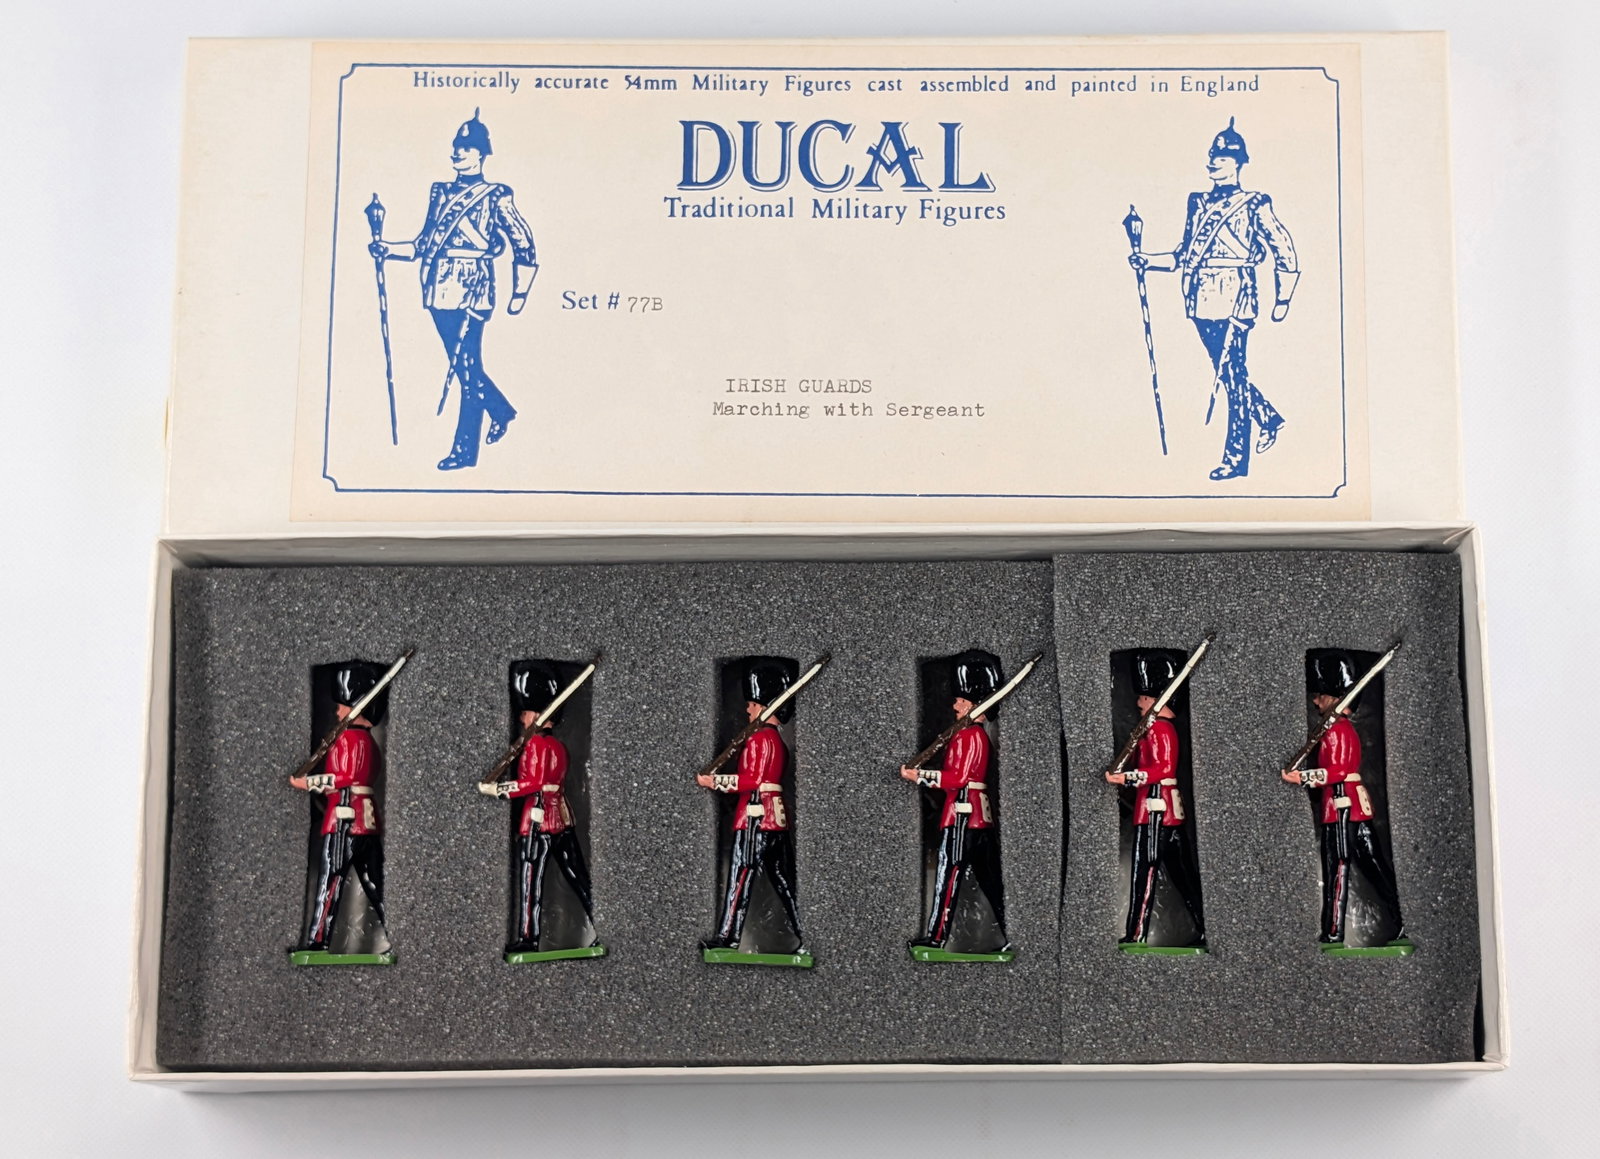 Historically accurate 54mm Military Figures cast assembled and painted in England
DUCAL
Traditional Military Figures
Set # 77B
IRISH GUARDS
Marching with Sergeant